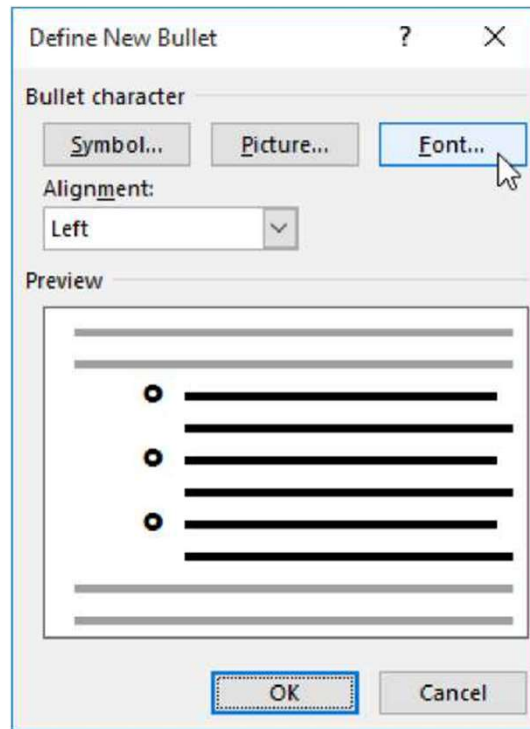 Define New Bullet ?
Bullet character
Symbol... Picture... Font...
Alignment:
Left
Preview
OK Cancel